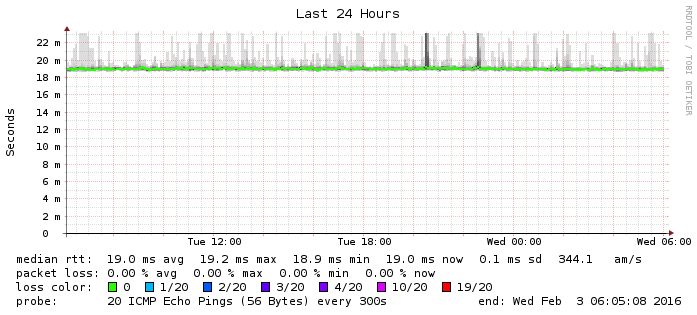 Last 24 Hours
RRDTOOL / TOBI OETIKER
Seconds
22 m
20 m
18 m
16 m
14 m
12 m
10 m
8 m
6 m
4 m
2 m
0
Tue 12:00 Tue 18:00 Wed 00:00 Wed 06:00
median rtt: 19.0 ms avg 19.2 ms max 18.9 ms min 19.0 ms now 0.1 ms sd 344.1 am/s
packet loss: 0.00 % avg 0.00 % max 0.00 % min 0.00 % now
loss color: 0 1/20 2/20 3/20 4/20 10/20 19/20
probe: 20 ICMP Echo Pings (56 Bytes) every 300s end: Wed Feb 3 06:05:08 2016